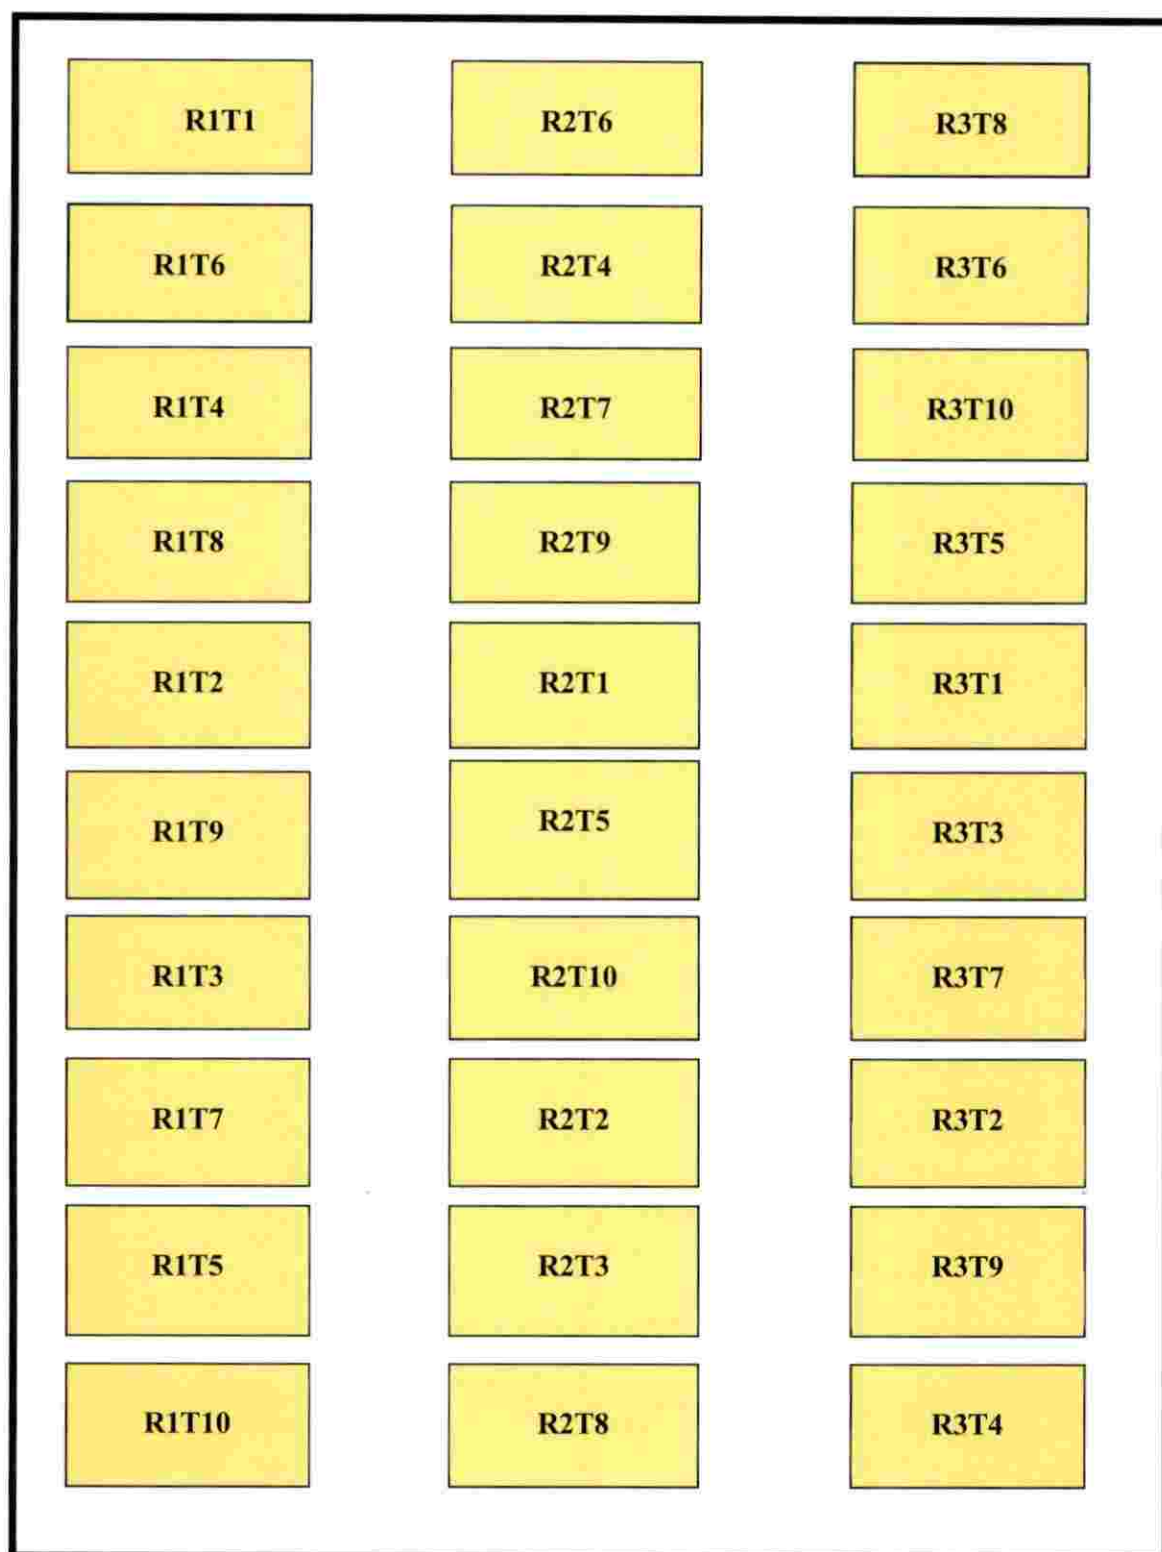 R1T1 R2T6 R3T8
R1T6 R2T4 R3T6
R1T4 R2T7 R3T10
R1T8 R2T9 R3T5
R1T2 R2T1 R3T1
R1T9 R2T5 R3T3
R1T3 R2T10 R3T7
R1T7 R2T2 R3T2
R1T5 R2T3 R3T9
R1T10 R2T8 R3T4